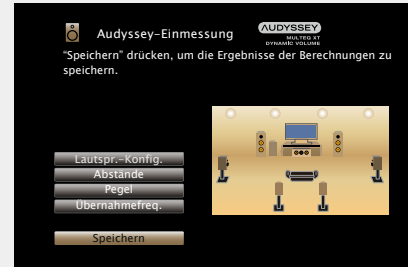 Audyssey-Einmessung
AUDYSSEY
MULTEQ XT
DYNAMIC VOLUME
"Speichern" drücken, um die Ergebnisse der Berechnungen zu
speichern.
Lautspr.-Konfig.
Abstände
Pegel
Übernahmefreq.
Speichern